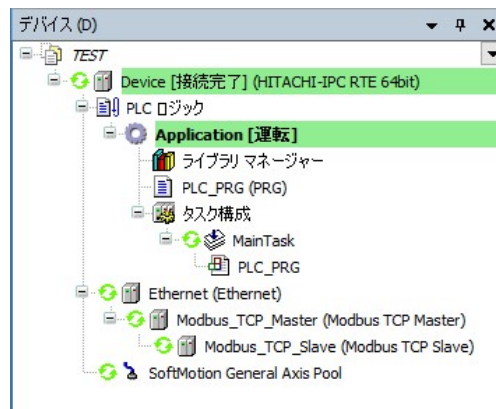 デバイス (D)
TEST
Device [接続完了] (HITACHI-IPC RTE 64bit)
PLC ロジック
Application [運転]
ライブラリ マネージャー
PLC_PRG (PRG)
タスク構成
MainTask
PLC_PRG
Ethernet (Ethernet)
Modbus_TCP_Master (Modbus TCP Master)
Modbus_TCP_Slave (Modbus TCP Slave)
SoftMotion General Axis Pool